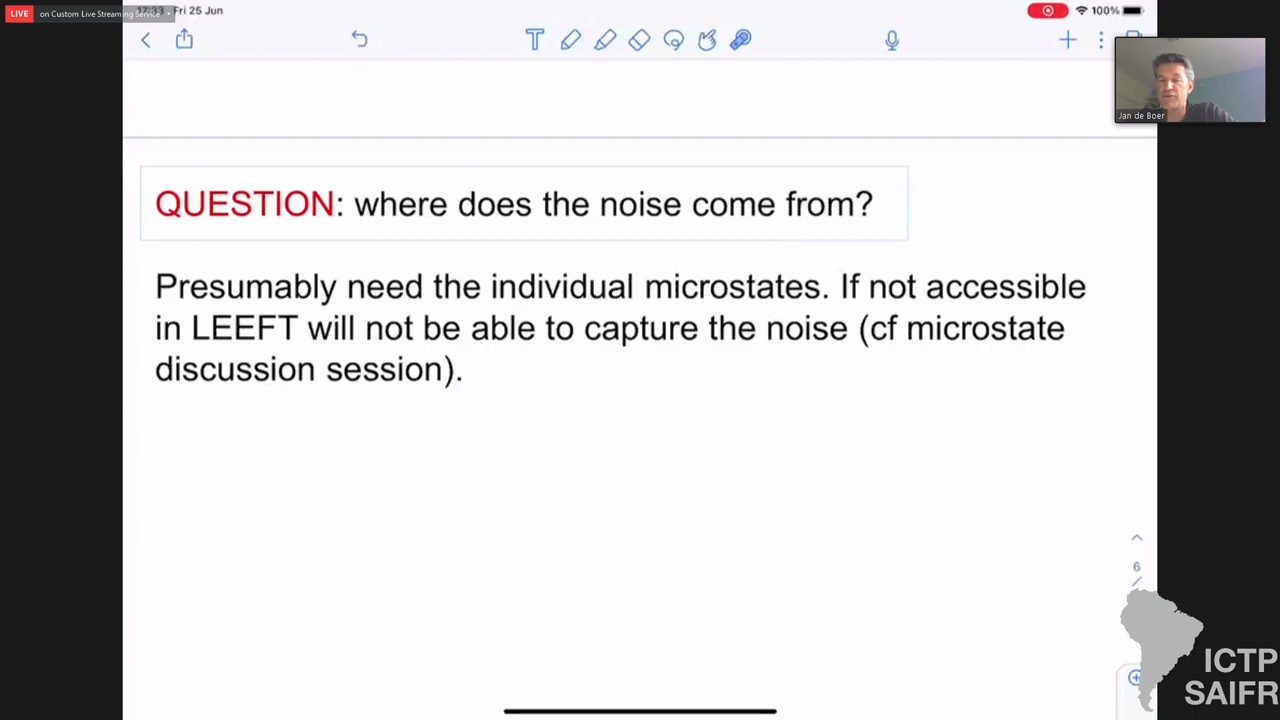 LIVE on Custom Live Streaming Service
Fri 25 Jun
100%
Jan de Boer
QUESTION: where does the noise come from?
Presumably need the individual microstates. If not accessible
in LEEFT will not be able to capture the noise (cf microstate
discussion session).
6
ICTP
SAIFR